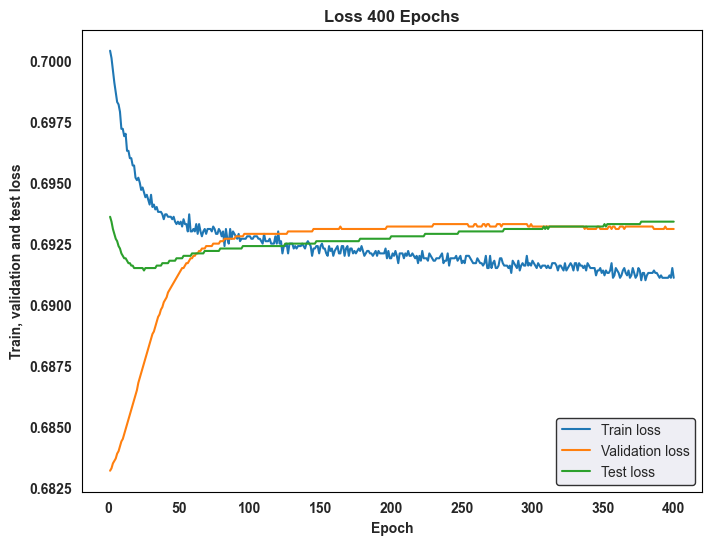 Loss 400 Epochs
Train, validation and test loss
0.7000
0.6975
0.6950
0.6925
0.6900
0.6875
0.6850
0.6825
Train loss
Validation loss
Test loss
0 50 100 150 200 250 300 350 400
Epoch